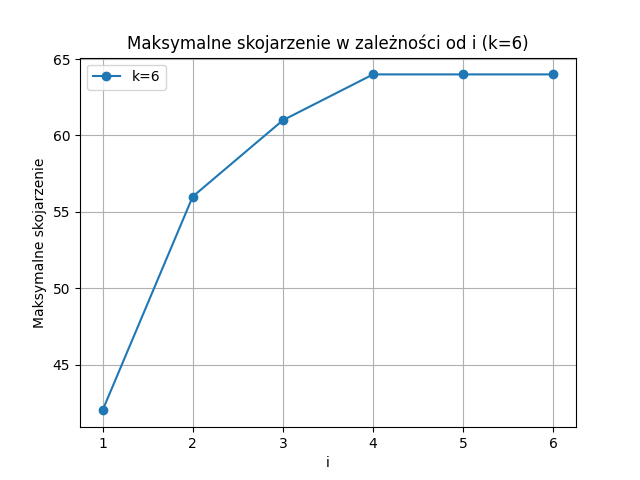 Maksymalne skojarzenie w zależności od i (k=6)
k=6
65
60
55
50
45
Maksymalne skojarzenie
1 2 3 4 5 6
i